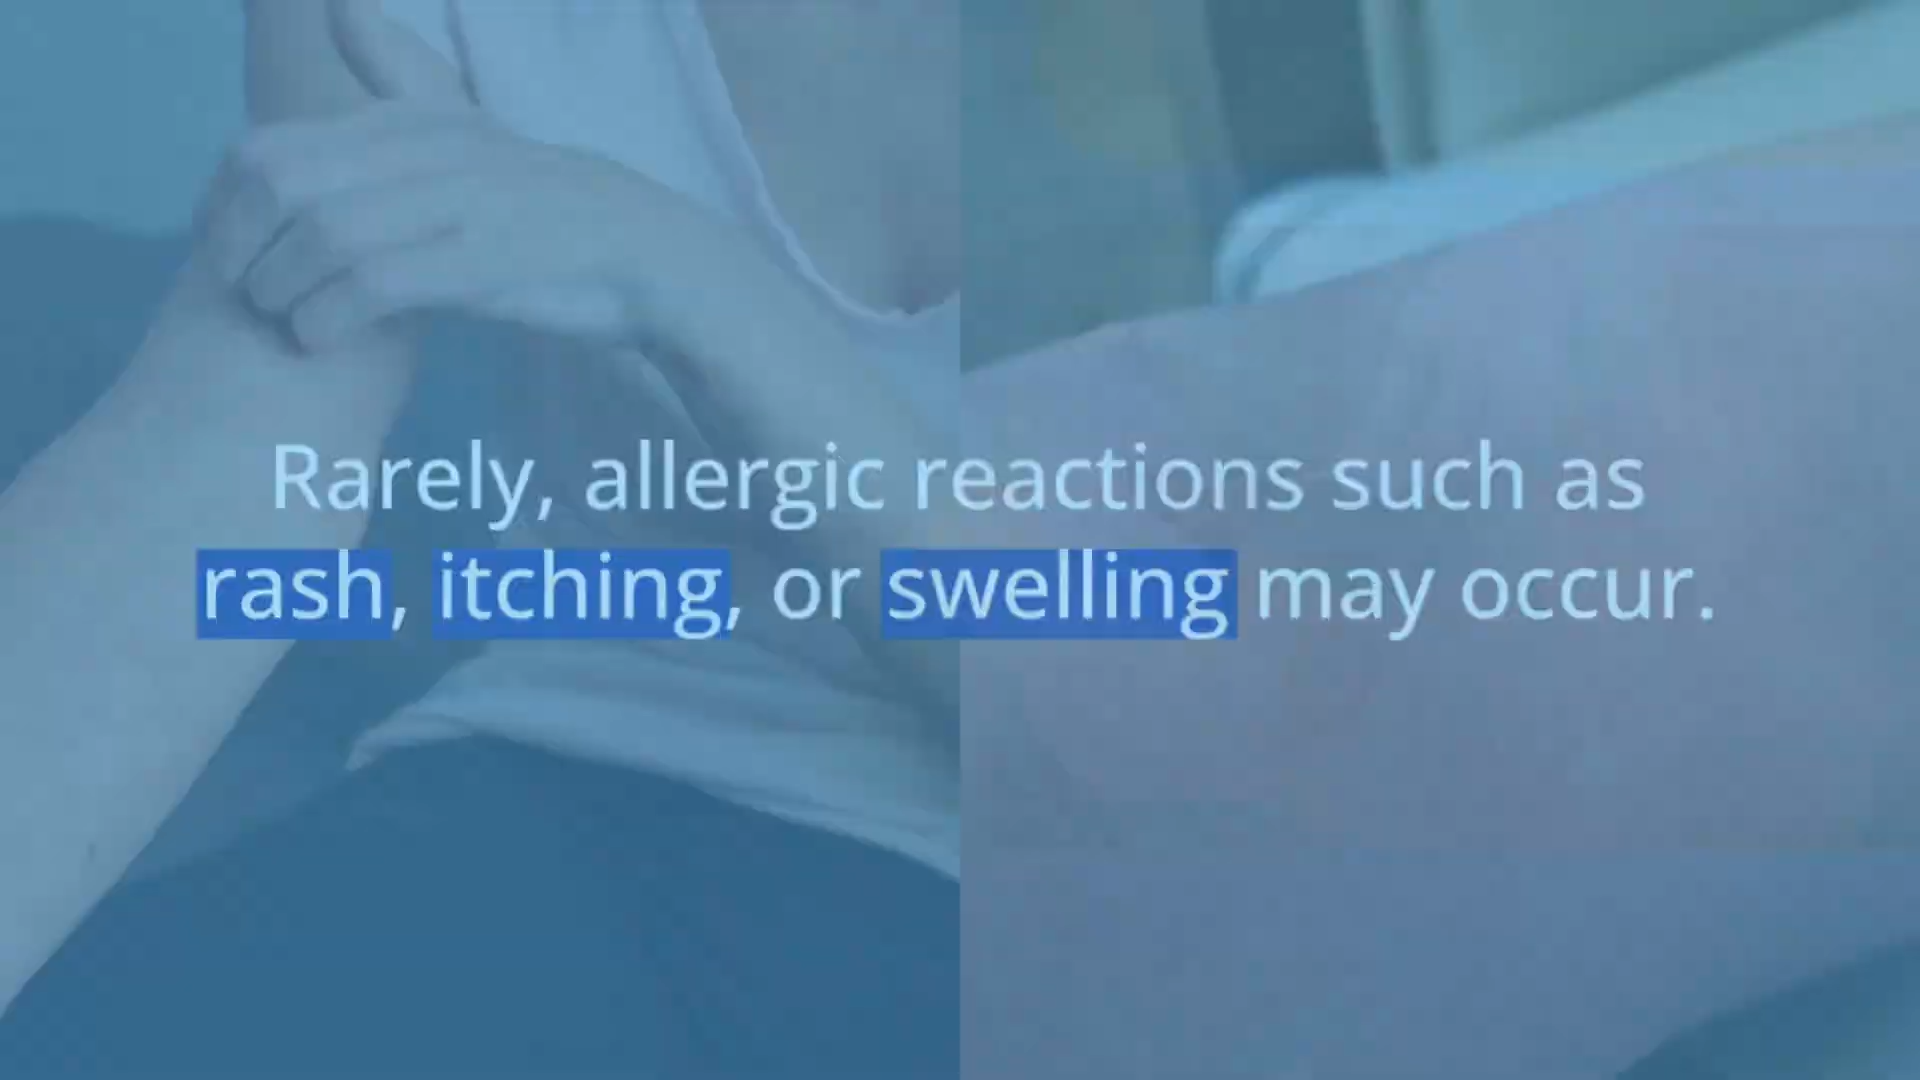 Rarely, allergic reactions such as
rash, itching, or swelling may occur.